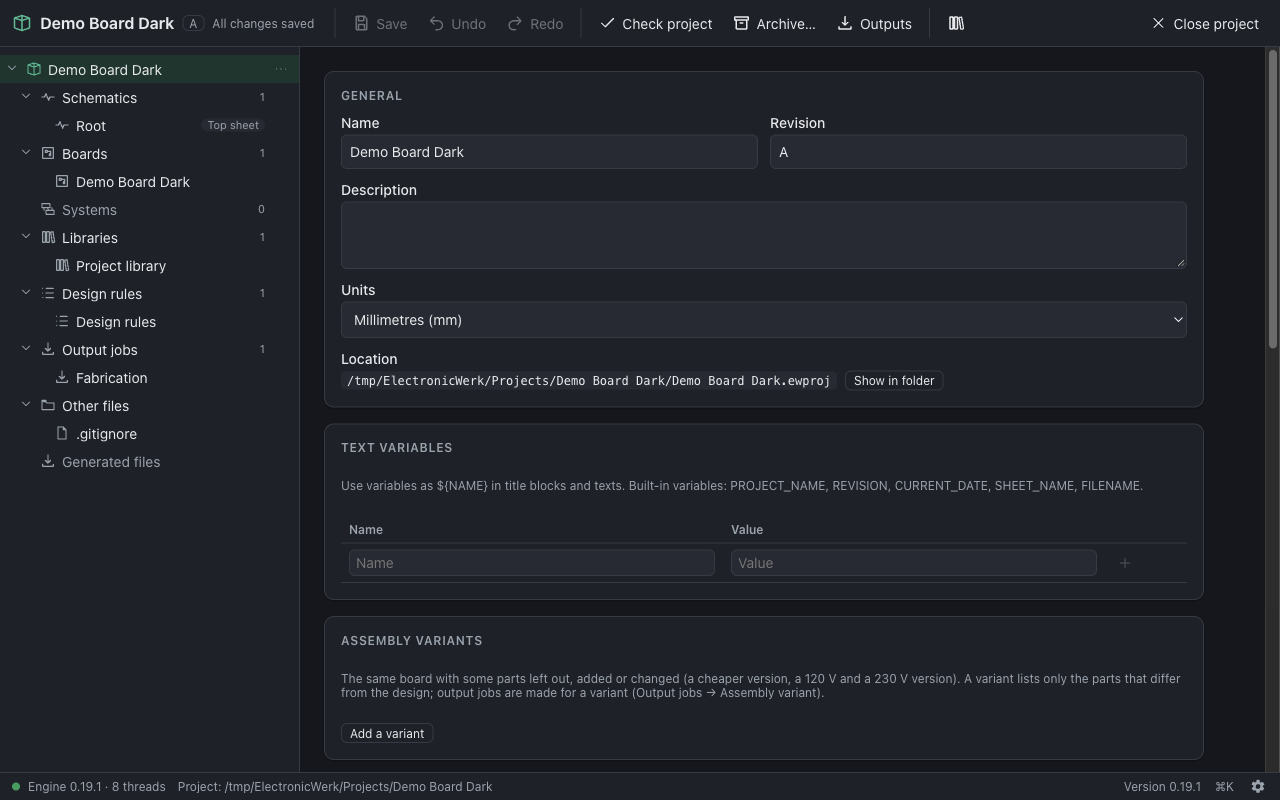 Demo Board Dark A All changes saved Save Undo Redo Check project Archive... Outputs Close project
Demo Board Dark ...
Schematics 1
Root Top sheet
Boards 1
Demo Board Dark
Systems 0
Libraries 1
Project library
Design rules 1
Design rules
Output jobs 1
Fabrication
Other files
.gitignore
Generated files
GENERAL
Name Revision
Demo Board Dark A
Description
Units
Millimetres (mm)
Location
/tmp/ElectronicWerk/Projects/Demo Board Dark/Demo Board Dark.ewproj Show in folder
TEXT VARIABLES
Use variables as ${NAME} in title blocks and texts. Built-in variables: PROJECT_NAME, REVISION, CURRENT_DATE, SHEET_NAME, FILENAME.
Name Value
Name Value +
ASSEMBLY VARIANTS
The same board with some parts left out, added or changed (a cheaper version, a 120 V and a 230 V version). A variant lists only the parts that differ
from the design; output jobs are made for a variant (Output jobs → Assembly variant).
Add a variant
Engine 0.19.1 · 8 threads Project: /tmp/ElectronicWerk/Projects/Demo Board Dark Version 0.19.1 ⌘K